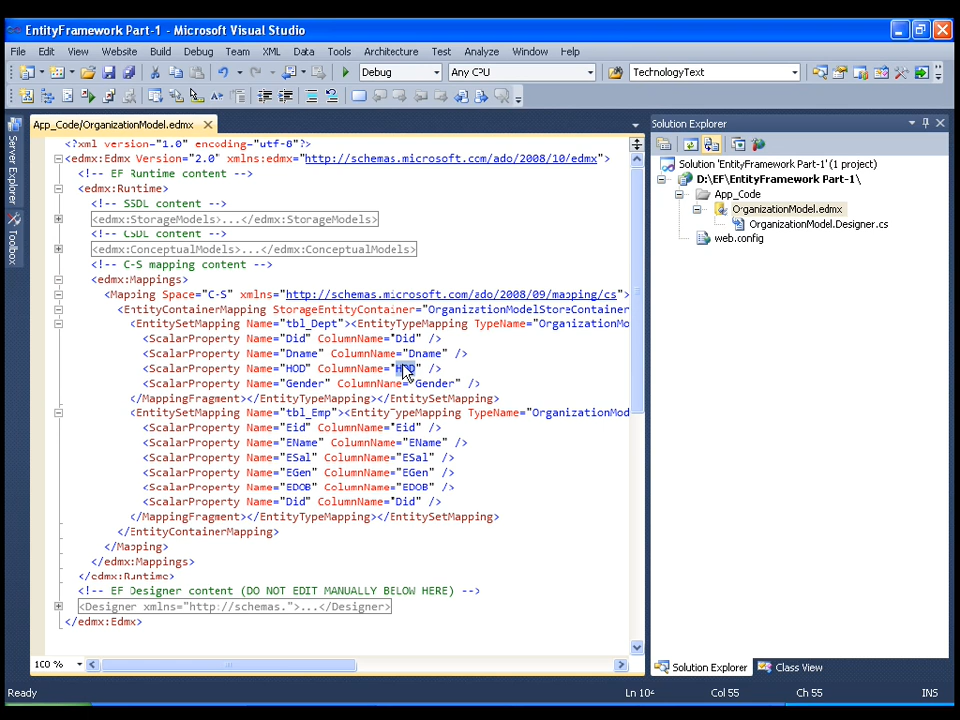 EntityFramework Part-1 - Microsoft Visual Studio
File Edit View Website Build Debug Team XML Data Tools Architecture Test Analyze Window Help
Debug Any CPU TechnologyText
App_Code/OrganizationModel.edmx
Server Explorer
Toolbox
<?xml version="1.0" encoding="utf-8"?>
<edmx:Edmx Version="2.0" xmlns:edmx="http://schemas.microsoft.com/ado/2008/10/edmx">
<!-- EF Runtime content -->
<edmx:Runtime>
<!-- SSDL content -->
<edmx:StorageModels>...</edmx:StorageModels>
<!-- CSDL content -->
<edmx:ConceptualModels>...</edmx:ConceptualModels>
<!-- C-S mapping content -->
<edmx:Mappings>
<Mapping Space="C-S" xmlns="http://schemas.microsoft.com/ado/2008/09/mapping/cs">
<EntityContainerMapping StorageEntityContainer="OrganizationModelStoreContainer
<EntitySetMapping Name="tbl_Dept"><EntityTypeMapping TypeName="OrganizationMo
<ScalarProperty Name="Did" ColumnName="Did" />
<ScalarProperty Name="Dname" ColumnName="Dname" />
<ScalarProperty Name="HOD" ColumnName="HOD" />
<ScalarProperty Name="Gender" ColumnName="Gender" />
</MappingFragment></EntityTypeMapping></EntitySetMapping>
<EntitySetMapping Name="tbl_Emp"><EntityTypeMapping TypeName="OrganizationMod
<ScalarProperty Name="Eid" ColumnName="Eid" />
<ScalarProperty Name="EName" ColumnName="EName" />
<ScalarProperty Name="ESal" ColumnName="ESal" />
<ScalarProperty Name="EGen" ColumnName="EGen" />
<ScalarProperty Name="EDOB" ColumnName="EDOB" />
<ScalarProperty Name="Did" ColumnName="Did" />
</MappingFragment></EntityTypeMapping></EntitySetMapping>
</EntityContainerMapping>
</Mapping>
</edmx:Mappings>
</edmx:Runtime>
<!-- EF Designer content (DO NOT EDIT MANUALLY BELOW HERE) -->
<Designer xmlns="http://schemas.">...</Designer>
</edmx:Edmx>
100 %
Solution Explorer
Solution 'EntityFramework Part-1' (1 project)
D:\EF\EntityFramework Part-1\
App_Code
OrganizationModel.edmx
OrganizationModel.Designer.cs
web.config
Solution Explorer Class View
Ready Ln 104 Col 55 Ch 55 INS